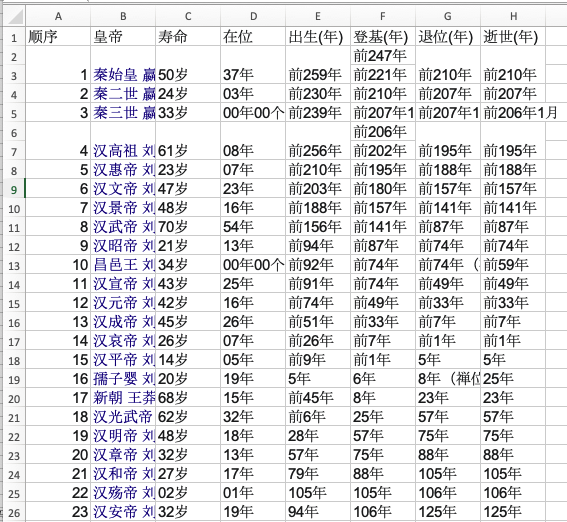 A B C D E F G H
1 顺序 皇帝 寿命 在位 出生(年) 登基(年) 退位(年) 逝世(年)
2 前247年
3 1 秦始皇 嬴 50岁 37年 前259年 前221年 前210年 前210年
4 2 秦二世 嬴 24岁 03年 前230年 前210年 前207年 前207年
5 3 秦三世 嬴 33岁 00年00个 前239年 前207年1 前207年1 前206年1月
6 前206年
7 4 汉高祖 刘 61岁 08年 前256年 前202年 前195年 前195年
8 5 汉惠帝 刘 23岁 07年 前210年 前195年 前188年 前188年
9 6 汉文帝 刘 47岁 23年 前203年 前180年 前157年 前157年
10 7 汉景帝 刘 48岁 16年 前188年 前157年 前141年 前141年
11 8 汉武帝 刘 70岁 54年 前156年 前141年 前87年 前87年
12 9 汉昭帝 刘 21岁 13年 前94年 前87年 前74年 前74年
13 10 昌邑王 刘 34岁 00年00个 前92年 前74年 前74年（ 前59年
14 11 汉宣帝 刘 43岁 25年 前91年 前74年 前49年 前49年
15 12 汉元帝 刘 42岁 16年 前74年 前49年 前33年 前33年
16 13 汉成帝 刘 45岁 26年 前51年 前33年 前7年 前7年
17 14 汉哀帝 刘 26岁 07年 前26年 前7年 前1年 前1年
18 15 汉平帝 刘 14岁 05年 前9年 前1年 5年 5年
19 16 孺子婴 刘 20岁 19年 5年 6年 8年（禅位 25年
20 17 新朝 王莽 68岁 15年 前45年 8年 23年 23年
21 18 汉光武帝 62岁 32年 前6年 25年 57年 57年
22 19 汉明帝 刘 48岁 18年 28年 57年 75年 75年
23 20 汉章帝 刘 32岁 13年 57年 75年 88年 88年
24 21 汉和帝 刘 27岁 17年 79年 88年 105年 105年
25 22 汉殇帝 刘 02岁 01年 105年 105年 106年 106年
26 23 汉安帝 刘 32岁 19年 94年 106年 125年 125年